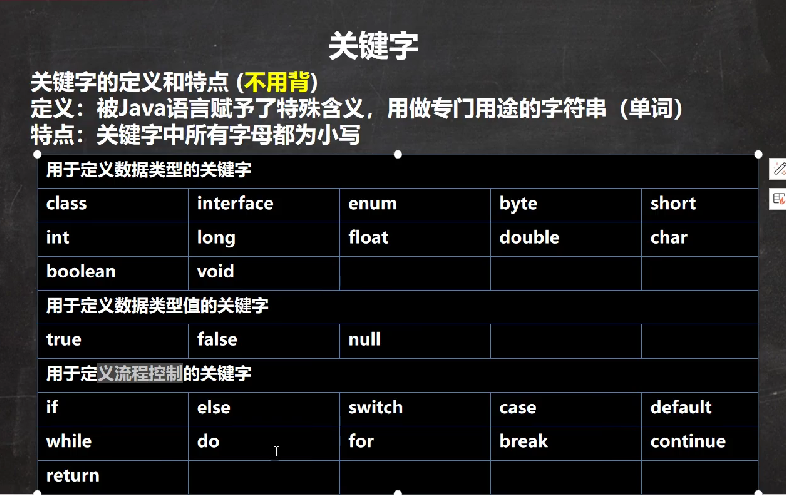 关键字
关键字的定义和特点 (不用背)
定义：被Java语言赋予了特殊含义，用做专门用途的字符串（单词）
特点：关键字中所有字母都为小写
用于定义数据类型的关键字
class interface enum byte short
int long float double char
boolean void
用于定义数据类型值的关键字
true false null
用于定义流程控制的关键字
if else switch case default
while do for break continue
return